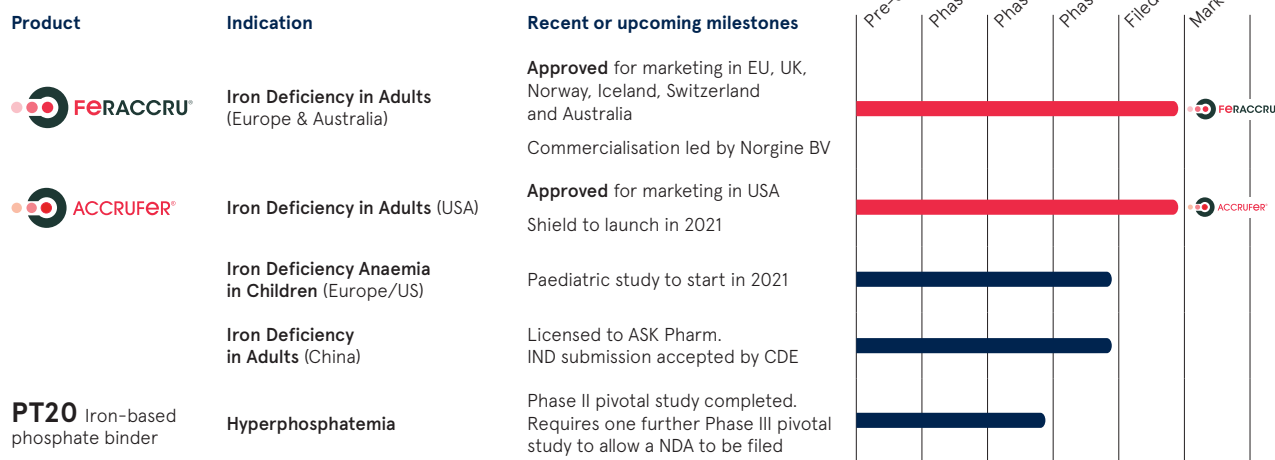 Product
Indication
Recent or upcoming milestones
FeRACCRU®
Iron Deficiency in Adults
(Europe & Australia)
Approved for marketing in EU, UK,
Norway, Iceland, Switzerland
and Australia
Commercialisation led by Norgine BV
FeRACCRU
ACCRUFeR®
Iron Deficiency in Adults (USA)
Approved for marketing in USA
Shield to launch in 2021
ACCRUFeR®
Iron Deficiency Anaemia
in Children (Europe/US)
Paediatric study to start in 2021
Iron Deficiency
in Adults (China)
Licensed to ASK Pharm.
IND submission accepted by CDE
PT20 Iron-based
phosphate binder
Hyperphosphatemia
Phase II pivotal study completed.
Requires one further Phase III pivotal
study to allow a NDA to be filed
Filed